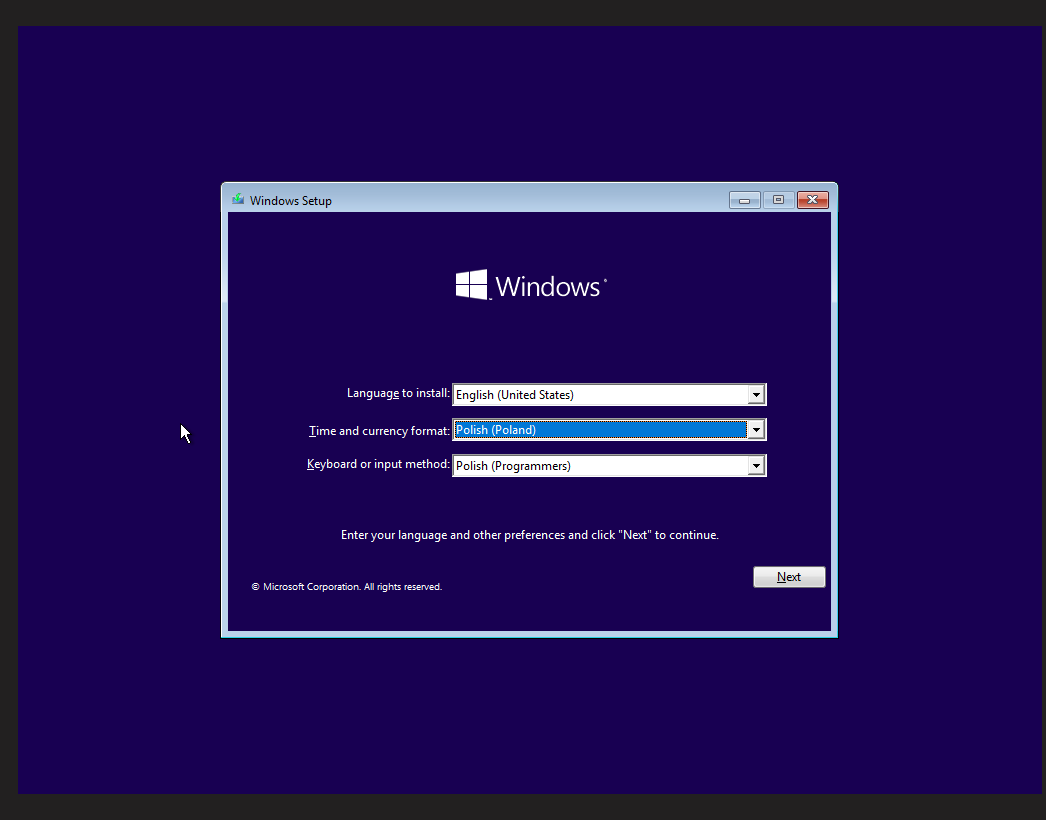 Windows Setup
Windows
Language to install: English (United States)
Time and currency format: Polish (Poland)
Keyboard or input method: Polish (Programmers)
Enter your language and other preferences and click "Next" to continue.
Next
© Microsoft Corporation. All rights reserved.